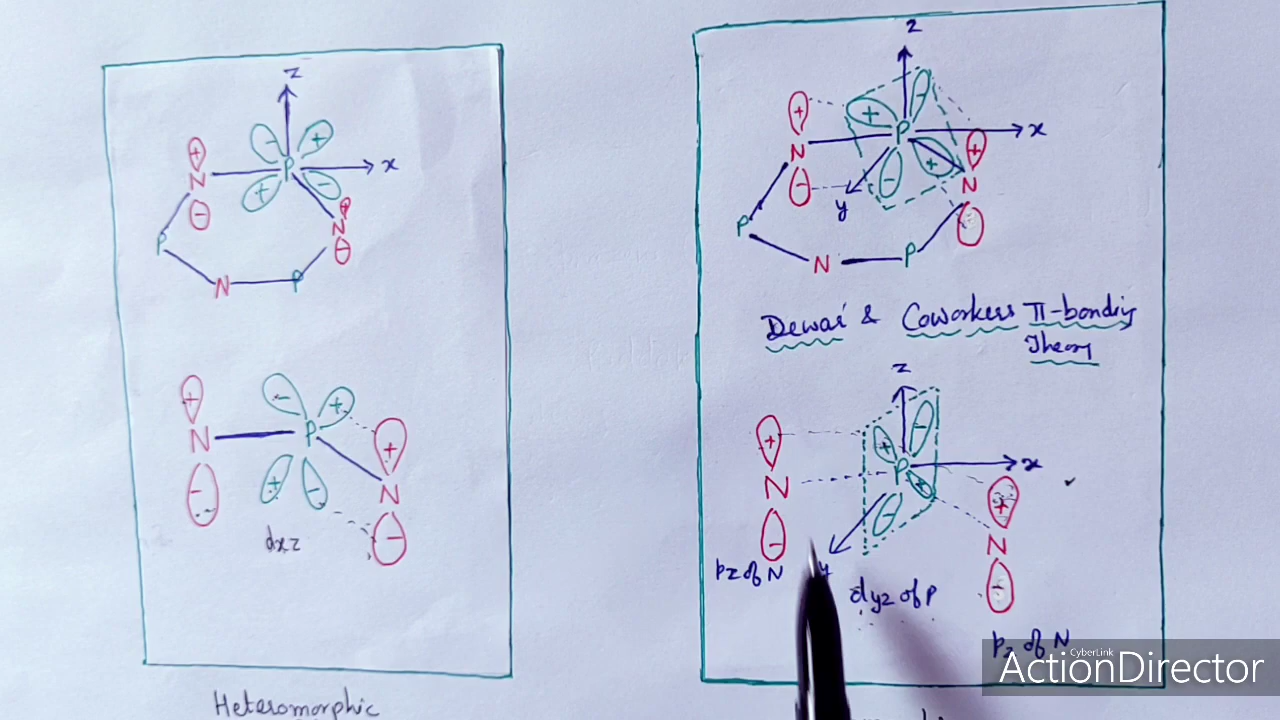 z
x
P
N
N
P
N
P
+
-
+
-
+
-
+
-
N
P
N
+
-
-
+
+
-
+
-
dxz
Heteromorphic
z
x
y
P
N
N
P
N
P
+
-
+
-
+
-
+
Dewar & Coworkers π-bonding
Theory
z
x
P
N
N
+
-
+
-
+
-
+
-
pz of N
dyz of P
pz of N
CyberLink
ActionDirector